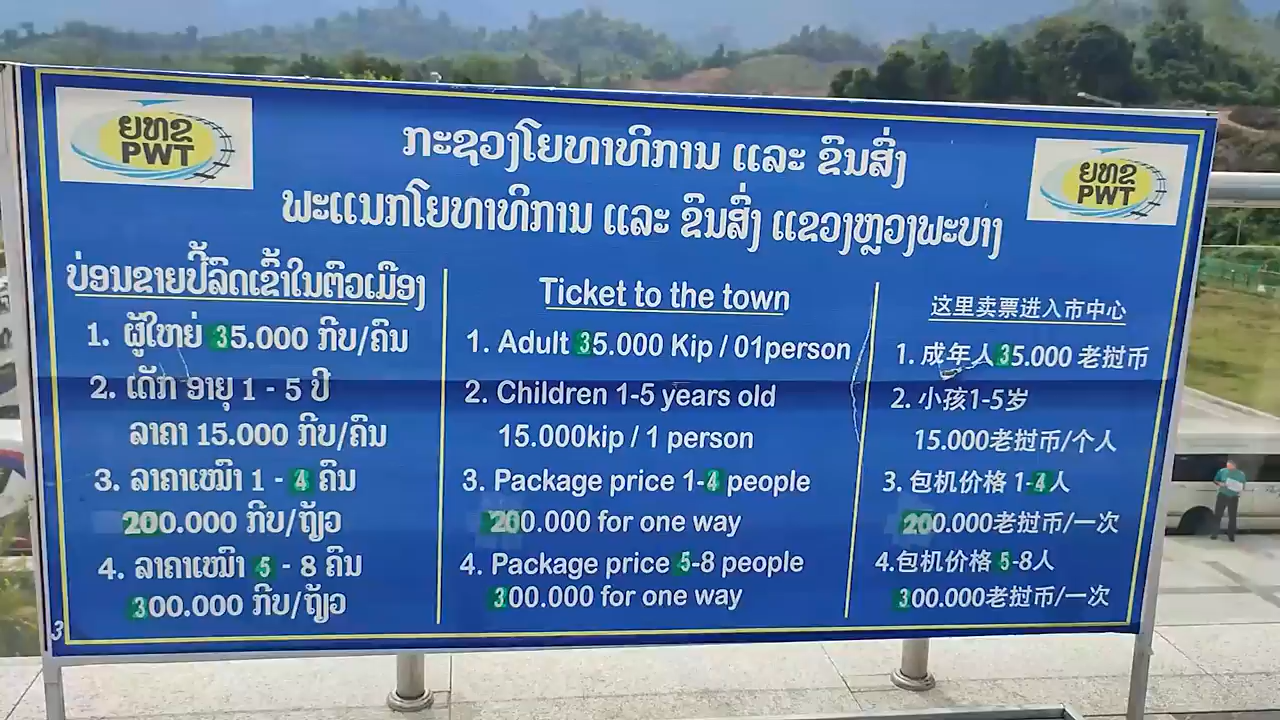 ຍທຂ
PWT
ກະຊວງໂຍທາທິການ ແລະ ຂົນສົ່ງ
ພະແນກໂຍທາທິການ ແລະ ຂົນສົ່ງ ແຂວງຫຼວງພະບາງ
ຍທຂ
PWT
ບ່ອນຂາຍປີ້ລົດເຂົ້າໃນຕົວເມືອງ
1. ຜູ້ໃຫຍ່ 35.000 ກີບ/ຄົນ
2. ເດັກ ອາຍຸ 1 - 5 ປີ
ລາຄາ 15.000 ກີບ/ຄົນ
3. ລາຄາເໝົາ 1 - 4 ຄົນ
200.000 ກີບ/ຖ້ຽວ
4. ລາຄາເໝົາ 5 - 8 ຄົນ
300.000 ກີບ/ຖ້ຽວ
Ticket to the town
1. Adult 35.000 Kip / 01person
2. Children 1-5 years old
15.000kip / 1 person
3. Package price 1-4 people
200.000 for one way
4. Package price 5-8 people
300.000 for one way
这里卖票进入市中心
1. 成年人35.000 老挝币
2. 小孩1-5岁
15.000老挝币/个人
3. 包机价格 1-4人
200.000老挝币/一次
4.包机价格 5-8人
300.000老挝币/一次
3